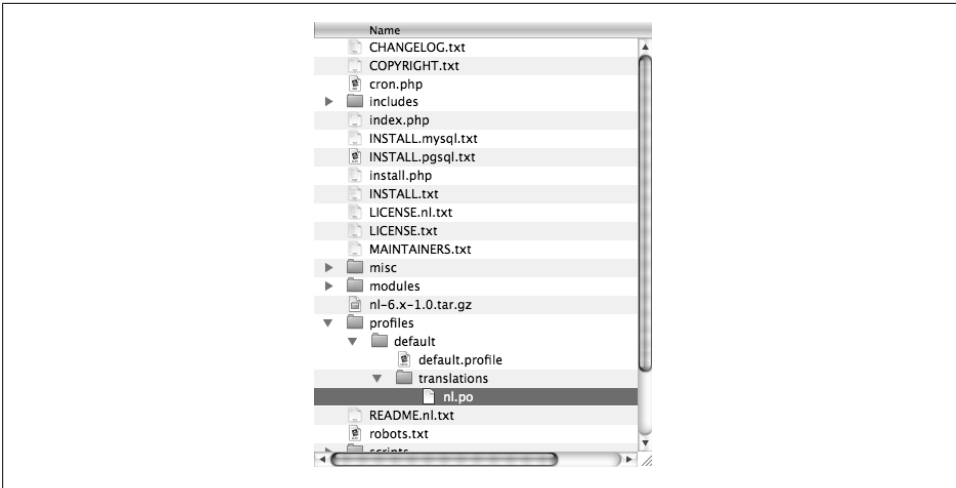 Name
CHANGELOG.txt
COPYRIGHT.txt
cron.php
includes
index.php
INSTALL.mysql.txt
INSTALL.pgsql.txt
install.php
INSTALL.txt
LICENSE.nl.txt
LICENSE.txt
MAINTAINERS.txt
misc
modules
nl-6.x-1.0.tar.gz
profiles
default
default.profile
translations
nl.po
README.nl.txt
robots.txt
scripts